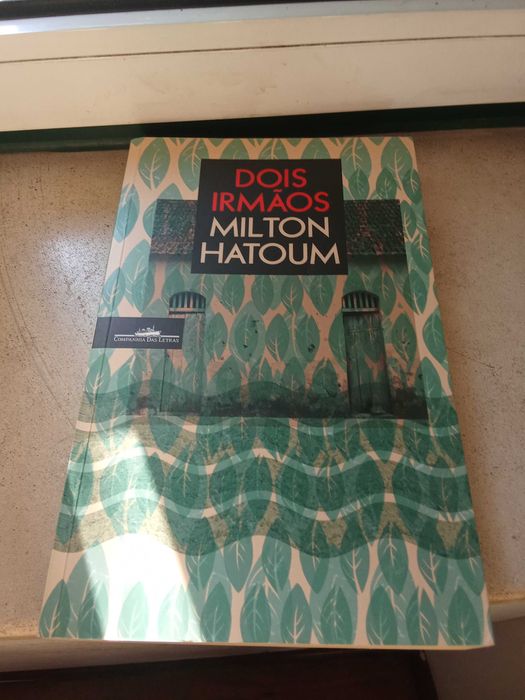 DOIS
IRMÃOS
MILTON
HATOUM
COMPANHIA DAS LETRAS